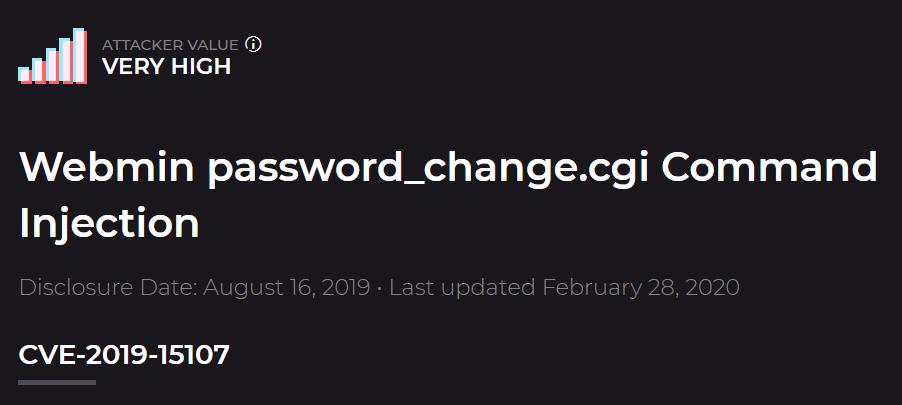 ATTACKER VALUE
VERY HIGH
Webmin password_change.cgi Command
Injection
Disclosure Date: August 16, 2019 • Last updated February 28, 2020
CVE-2019-15107